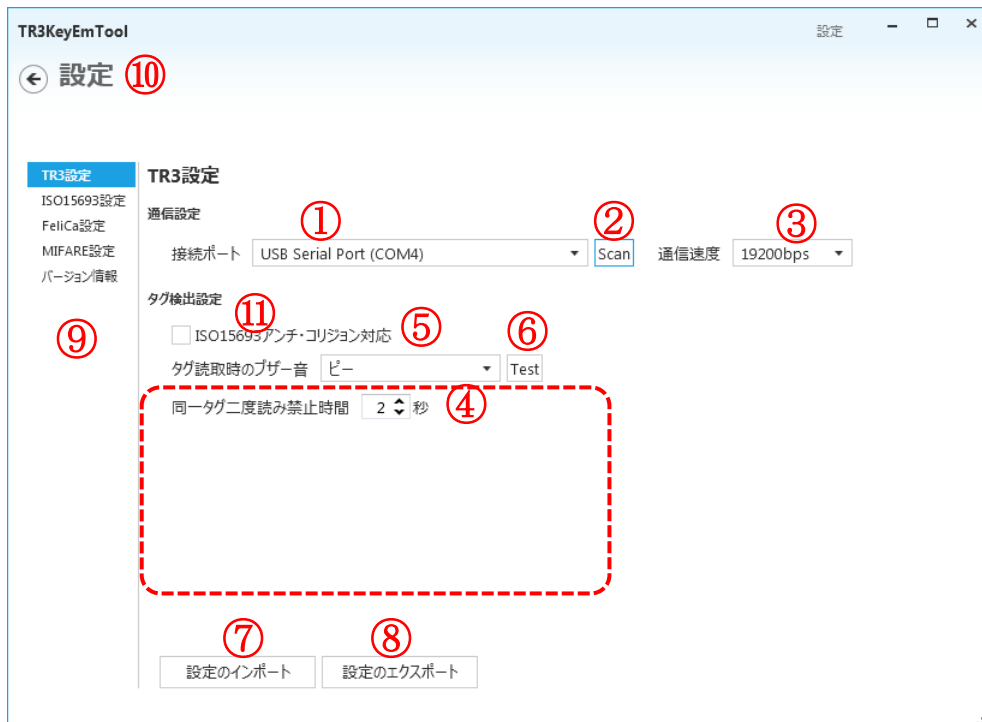 TR3KeyEmTool 設定
設定 ⑩
TR3設定
ISO15693設定
FeliCa設定
MIFARE設定
バージョン情報
⑨
TR3設定
通信設定
① ② ③
接続ポート USB Serial Port (COM4) Scan 通信速度 19200bps
タグ検出設定
⑪ ⑤ ⑥
ISO15693アンチ・コリジョン対応
タグ読取時のブザー音 ピー Test
同一タグ二度読み禁止時間 2 秒 ④
⑦ ⑧
設定のインポート 設定のエクスポート